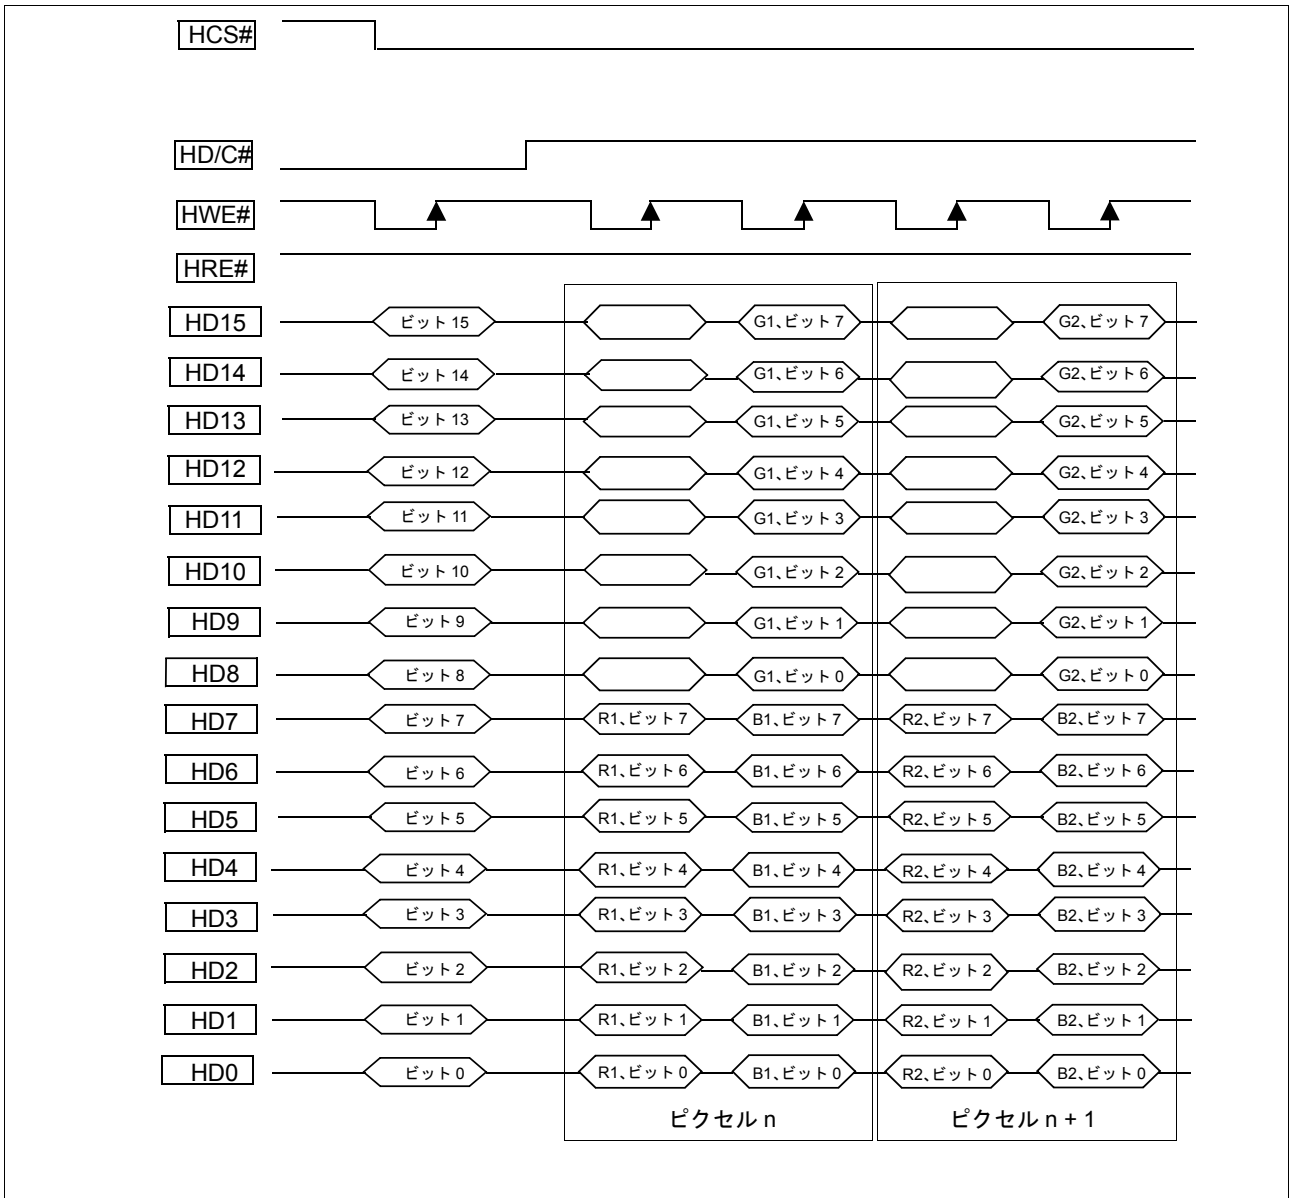 HCS#
HD/C#
HWE#
HRE#
HD15 ビット 15 G1、ビット 7 G2、ビット 7
HD14 ビット 14 G1、ビット 6 G2、ビット 6
HD13 ビット 13 G1、ビット 5 G2、ビット 5
HD12 ビット 12 G1、ビット 4 G2、ビット 4
HD11 ビット 11 G1、ビット 3 G2、ビット 3
HD10 ビット 10 G1、ビット 2 G2、ビット 2
HD9 ビット 9 G1、ビット 1 G2、ビット 1
HD8 ビット 8 G1、ビット 0 G2、ビット 0
HD7 ビット 7 R1、ビット 7 B1、ビット 7 R2、ビット 7 B2、ビット 7
HD6 ビット 6 R1、ビット 6 B1、ビット 6 R2、ビット 6 B2、ビット 6
HD5 ビット 5 R1、ビット 5 B1、ビット 5 R2、ビット 5 B2、ビット 5
HD4 ビット 4 R1、ビット 4 B1、ビット 4 R2、ビット 4 B2、ビット 4
HD3 ビット 3 R1、ビット 3 B1、ビット 3 R2、ビット 3 B2、ビット 3
HD2 ビット 2 R1、ビット 2 B1、ビット 2 R2、ビット 2 B2、ビット 2
HD1 ビット 1 R1、ビット 1 B1、ビット 1 R2、ビット 1 B2、ビット 1
HD0 ビット 0 R1、ビット 0 B1、ビット 0 R2、ビット 0 B2、ビット 0
ピクセル n ピクセル n + 1